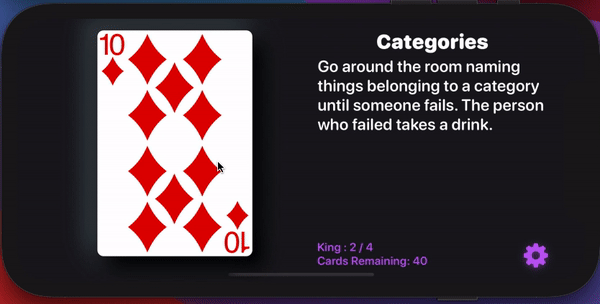 10
Categories
Go around the room naming
things belonging to a category
until someone fails. The person
who failed takes a drink.
10
King : 2 / 4
Cards Remaining: 40